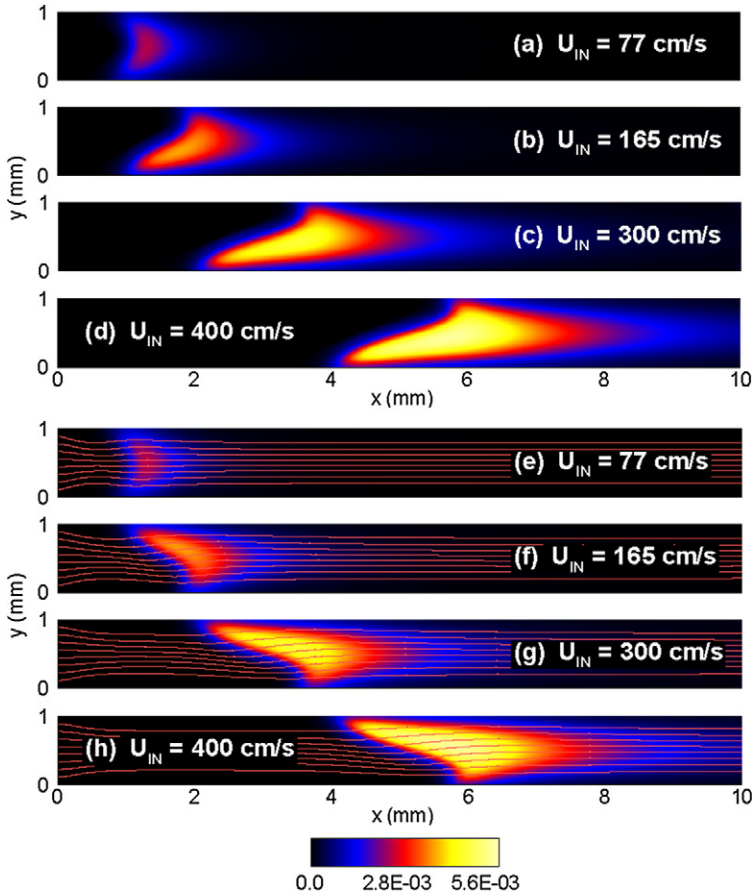 1
0
(a) U_IN = 77 cm/s
1
0
(b) U_IN = 165 cm/s
y (mm)
1
0
(c) U_IN = 300 cm/s
1
0
(d) U_IN = 400 cm/s
0 2 4 6 8 10
x (mm)
1
0
(e) U_IN = 77 cm/s
1
0
(f) U_IN = 165 cm/s
y (mm)
1
0
(g) U_IN = 300 cm/s
1
0
(h) U_IN = 400 cm/s
0 2 4 6 8 10
x (mm)
0.0 2.8E-03 5.6E-03